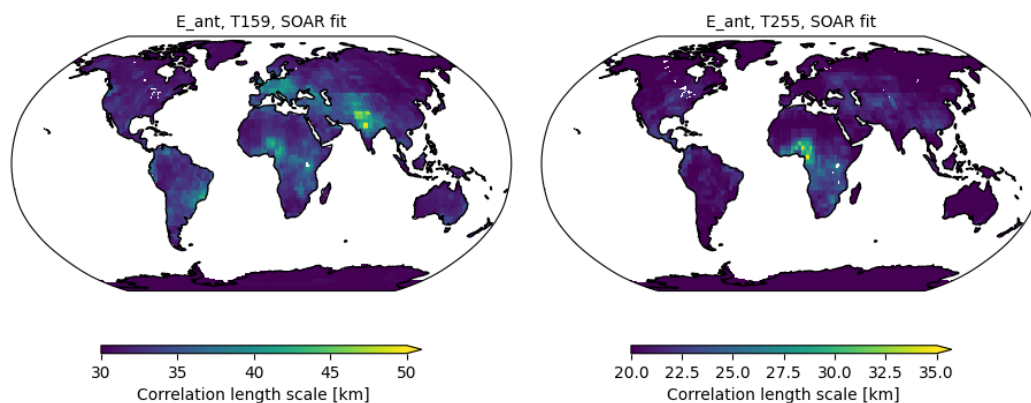 E_ant, T159, SOAR fit
E_ant, T255, SOAR fit
30 35 40 45 50
20.0 22.5 25.0 27.5 30.0 32.5 35.0
Correlation length scale [km]
Correlation length scale [km]